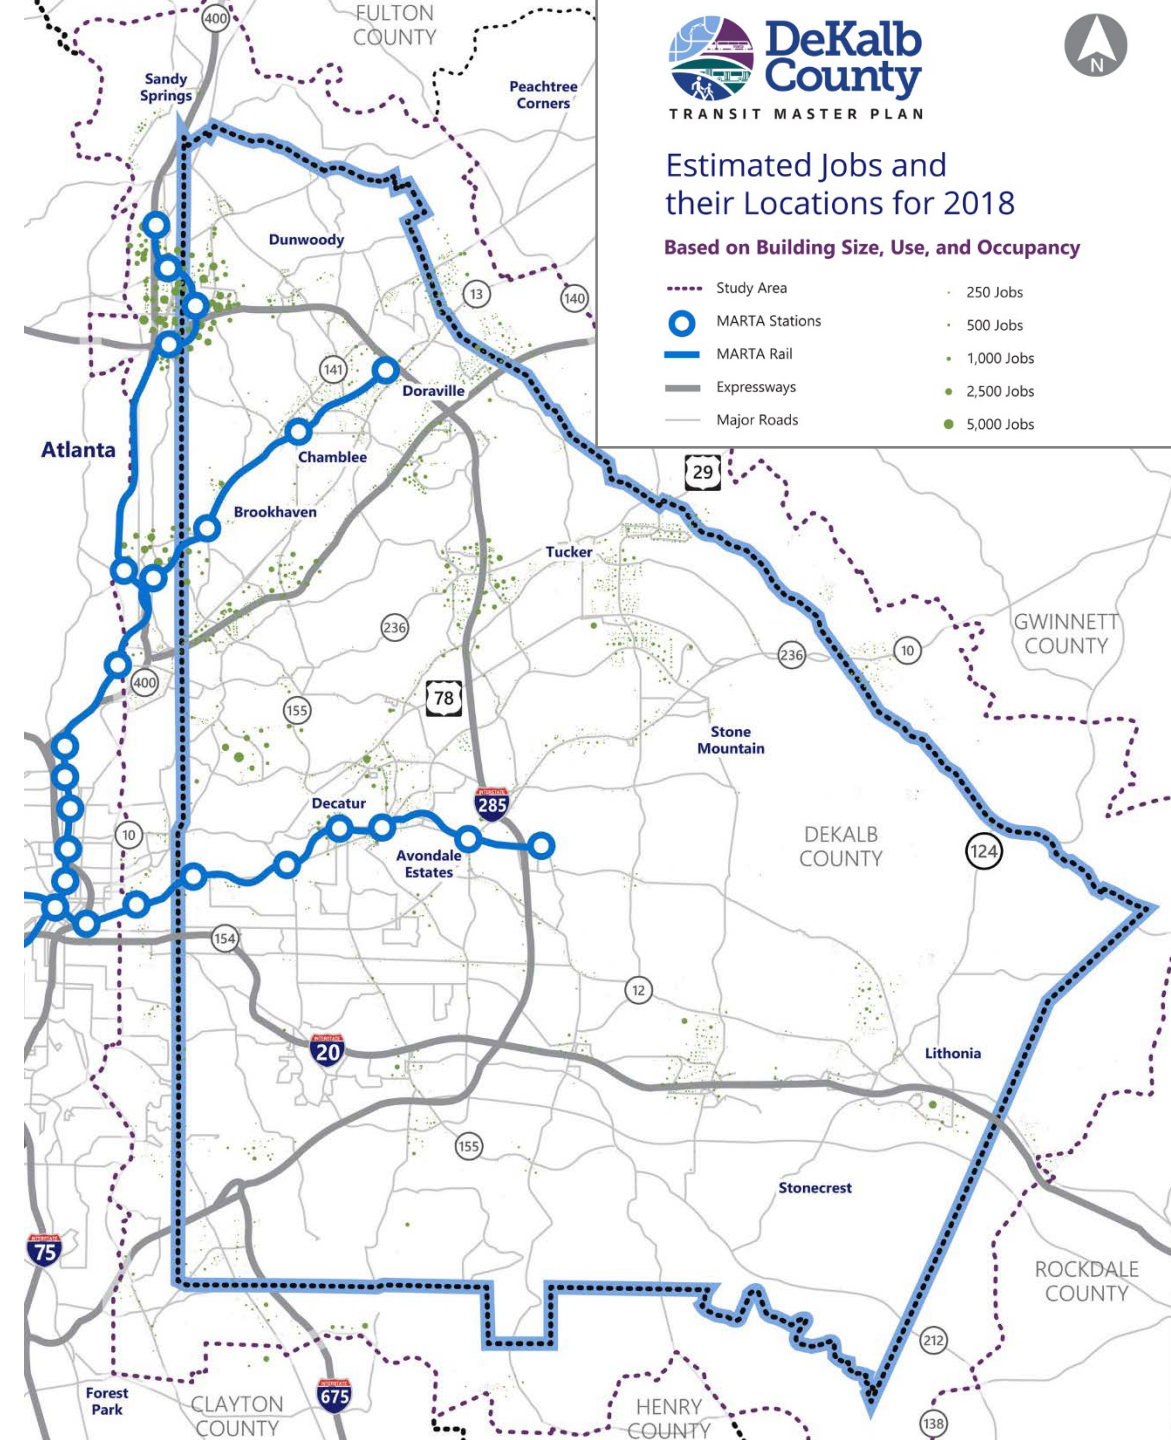 DeKalb
County
TRANSIT MASTER PLAN
N
Estimated Jobs and
their Locations for 2018
Based on Building Size, Use, and Occupancy
Study Area
MARTA Stations
MARTA Rail
Expressways
Major Roads
250 Jobs
500 Jobs
1,000 Jobs
2,500 Jobs
5,000 Jobs
400
FULTON
COUNTY
Sandy
Springs
Peachtree
Corners
Dunwoody
13
140
141
Doraville
Atlanta
Chamblee
29
Brookhaven
Tucker
236
GWINNETT
COUNTY
236
10
400
78
155
Stone
Mountain
Decatur
INTERSTATE
285
10
DEKALB
COUNTY
124
Avondale
Estates
154
12
INTERSTATE
20
Lithonia
155
Stonecrest
INTERSTATE
75
ROCKDALE
COUNTY
212
Forest
Park
CLAYTON
COUNTY
INTERSTATE
675
HENRY
COUNTY
138